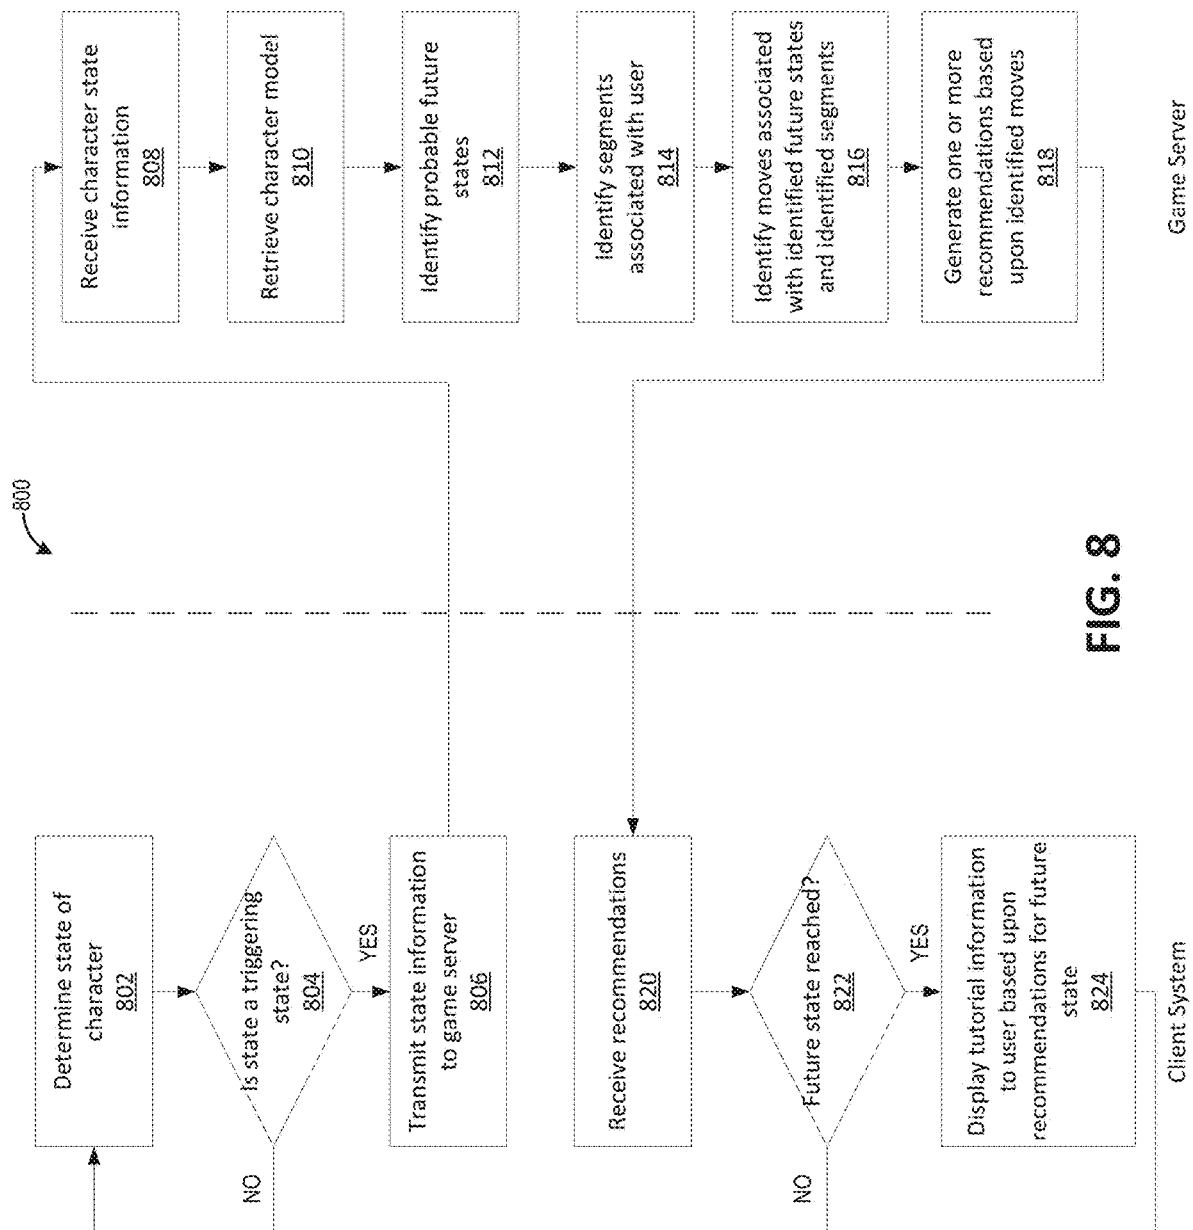 800
Determine state of
character
802
Is state a triggering
state?
804
NO
YES
Transmit state information
to game server
806
Receive character state
information
808
Retrieve character model
810
Identify probable future
states
812
Identify segments
associated with user
814
Identify moves associated
with identified future states
and identified segments
816
Generate one or more
recommendations based
upon identified moves
818
Receive recommendations
820
Future state reached?
822
NO
YES
Display tutorial information
to user based upon
recommendations for future
state
824
Client System
Game Server
FIG. 8